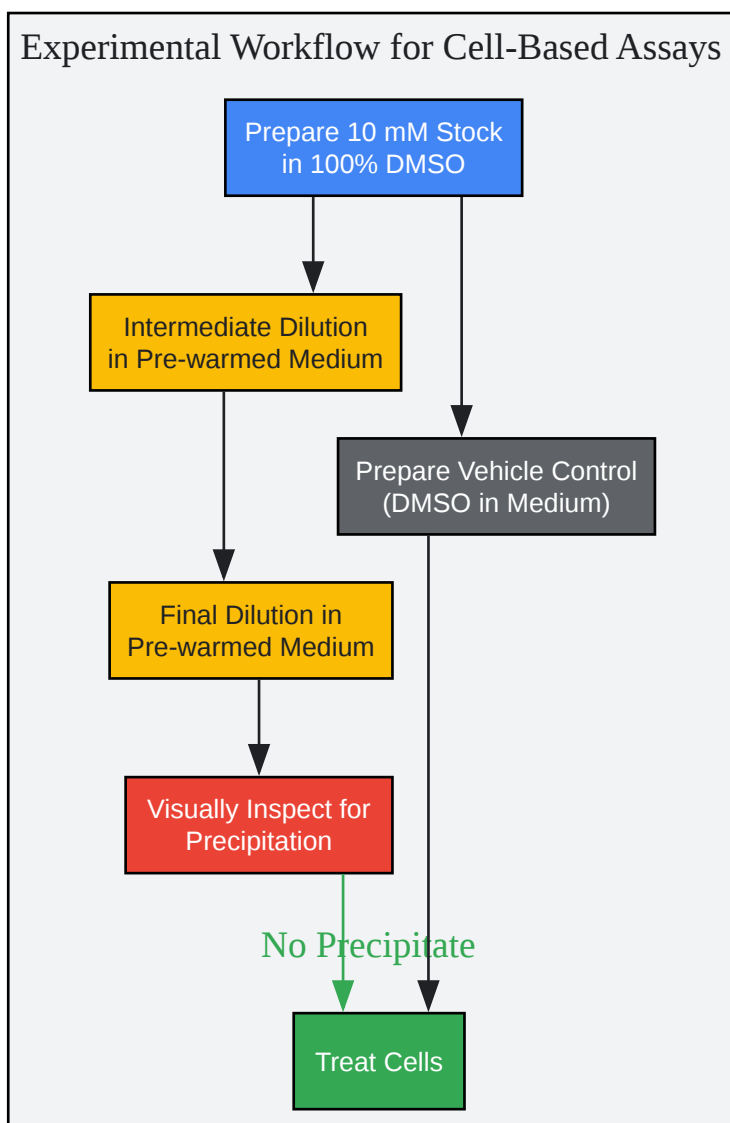 Experimental Workflow for Cell-Based Assays
Prepare 10 mM Stock
in 100% DMSO
Intermediate Dilution
in Pre-warmed Medium
Prepare Vehicle Control
(DMSO in Medium)
Final Dilution in
Pre-warmed Medium
Visually Inspect for
Precipitation
No Precipitate
Treat Cells